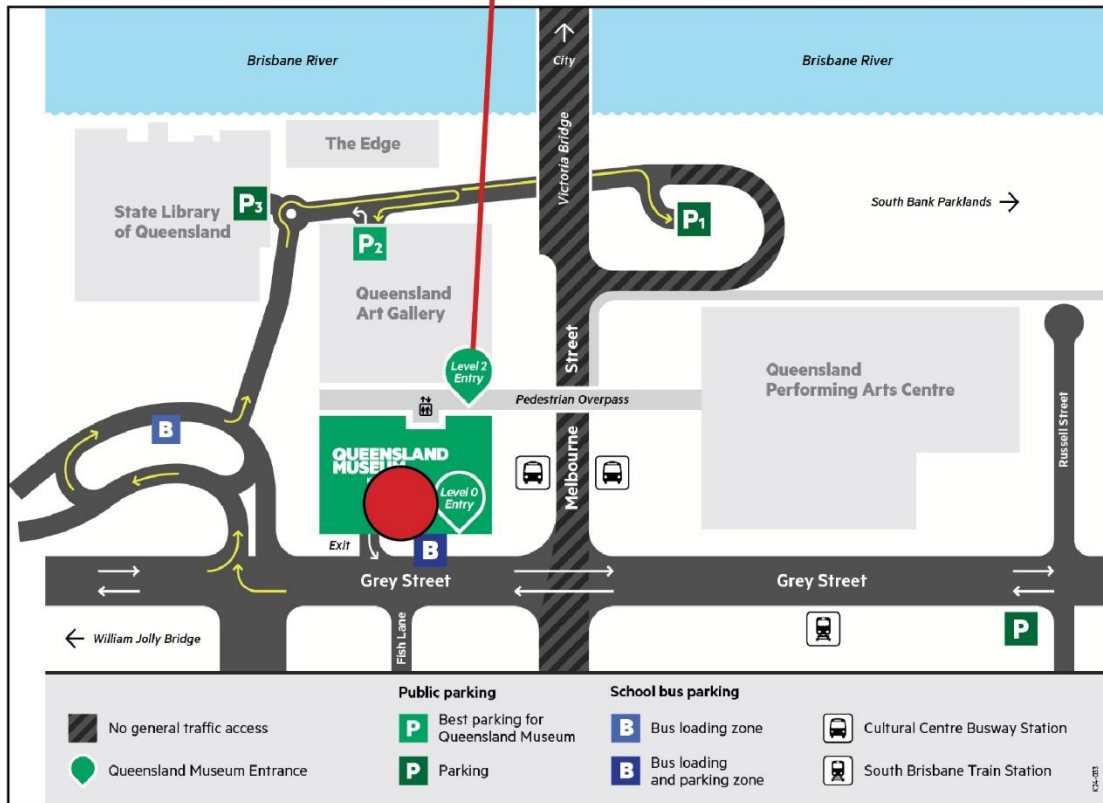 Brisbane River
City
Brisbane River
Victoria Bridge
The Edge
State Library
of Queensland
P3
P2
P1
South Bank Parklands
Queensland
Art Gallery
Level 2
Entry
Pedestrian Overpass
Queensland
Performing Arts Centre
Russell Street
B
QUEENSLAND
MUSEUM
Level 0
Entry
Melbourne Street
Exit
B
Grey Street
Grey Street
William Jolly Bridge
Fish Lane
P
No general traffic access
Queensland Museum Entrance
Public parking
P
Best parking for
Queensland Museum
P
Parking
School bus parking
B
Bus loading zone
B
Bus loading
and parking zone
Cultural Centre Busway Station
South Brisbane Train Station